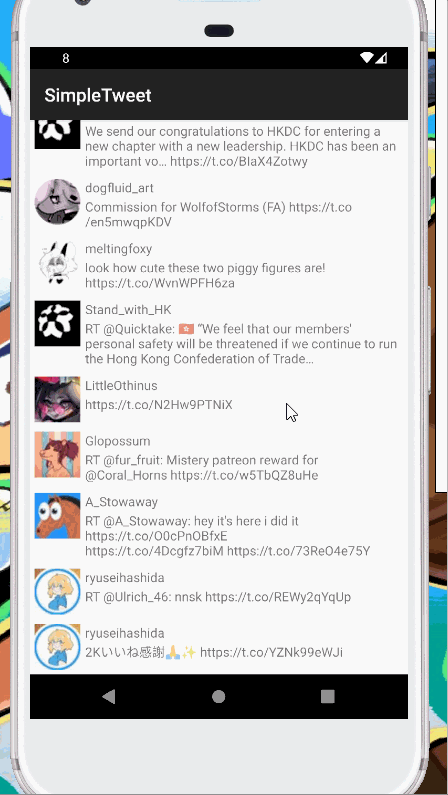 8
SimpleTweet
We send our congratulations to HKDC for entering a
new chapter with a new leadership. HKDC has been an
important vo… https://t.co/BIaX4Zotwy
dogfluid_art
Commission for WolfofStorms (FA) https://t.co
/en5mwqpKDV
meltingfoxy
look how cute these two piggy figures are!
https://t.co/WvnWPFH6za
Stand_with_HK
RT @Quicktake: 🇭🇰 “We feel that our members'
personal safety will be threatened if we continue to run
the Hong Kong Confederation of Trade…
LittleOthinus
https://t.co/N2Hw9PTNiX
Glopossum
RT @fur_fruit: Mistery patreon reward for
@Coral_Horns https://t.co/w5TbQZ8uHe
A_Stowaway
RT @A_Stowaway: hey it's here i did it
https://t.co/O0cPnOBfxE
https://t.co/4Dcgfz7biM https://t.co/73ReO4e75Y
ryuseihashida
RT @Ulrich_46: nnsk https://t.co/REWy2qYqUp
ryuseihashida
2Kいいね感謝🙏✨ https://t.co/YZNk99eWJi